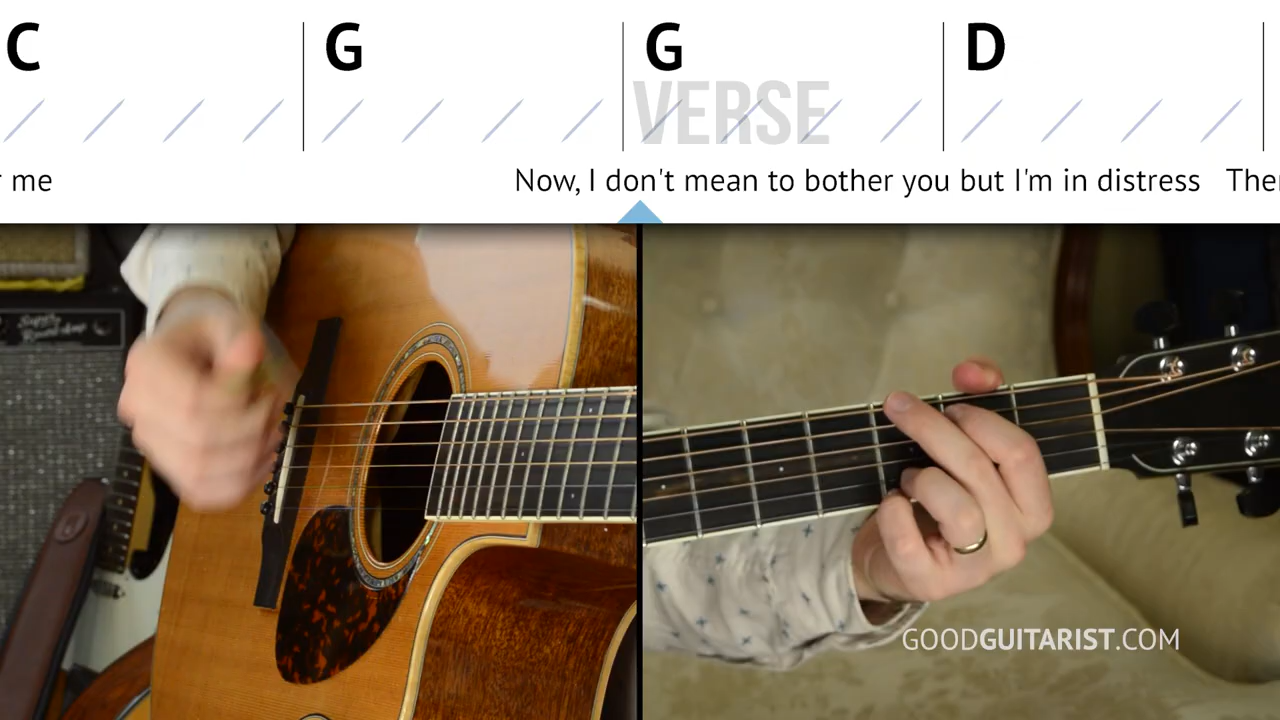 C G G D
VERSE
r me Now, I don't mean to bother you but I'm in distress
GOODGUITARIST.COM